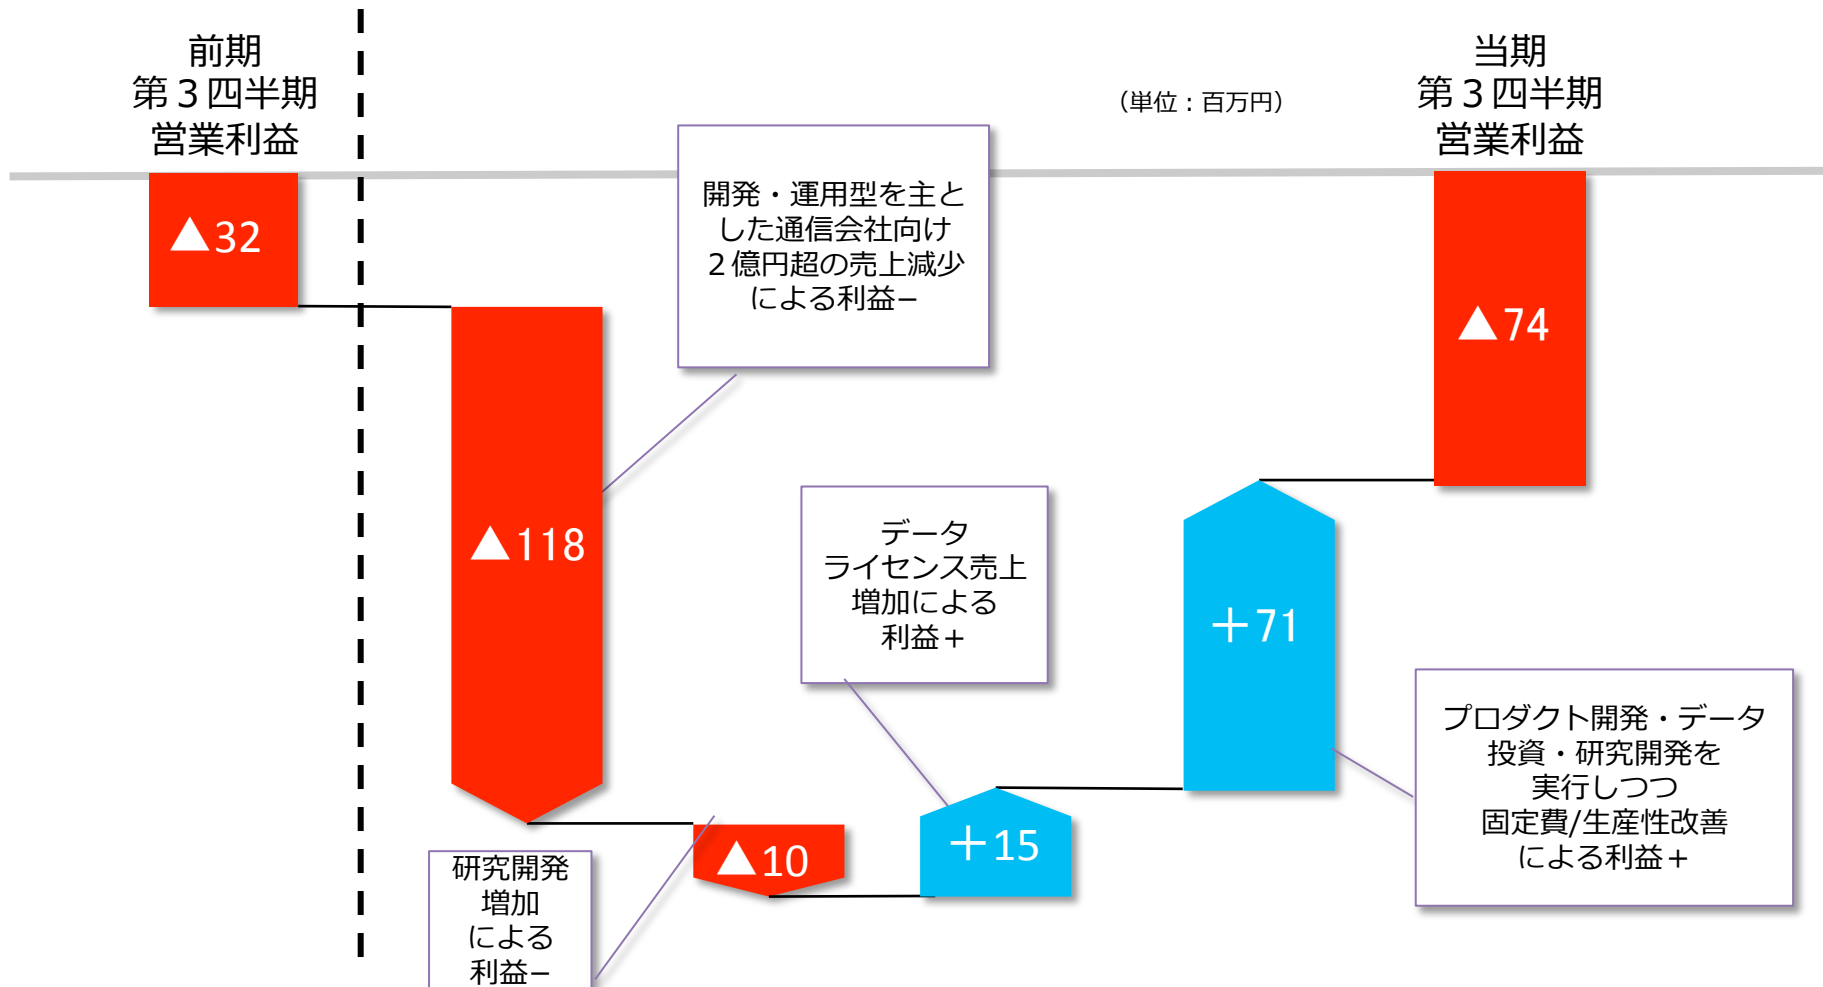 前期
第３四半期
営業利益
（単位：百万円）
当期
第３四半期
営業利益
▲32
開発・運用型を主と
した通信会社向け
２億円超の売上減少
による利益−
▲118
研究開発
増加
による
利益−
▲10
データ
ライセンス売上
増加による
利益＋
＋15
＋71
プロダクト開発・データ
投資・研究開発を
実行しつつ
固定費/生産性改善
による利益＋
▲74